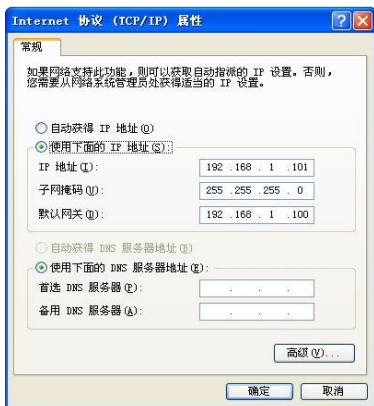 Internet 协议 (TCP/IP) 属性
常规
如果网络支持此功能，则可以获取自动指派的 IP 设置。否则，
您需要从网络系统管理员处获得适当的 IP 设置。
自动获得 IP 地址(O)
使用下面的 IP 地址(S):
IP 地址(I): 192 .168 . 1 .101
子网掩码(U): 255 .255 .255 . 0
默认网关(D): 192 .168 . 1 .100
自动获得 DNS 服务器地址(B)
使用下面的 DNS 服务器地址(E):
首选 DNS 服务器(P): . . .
备用 DNS 服务器(A): . . .
高级(V)...
确定 取消